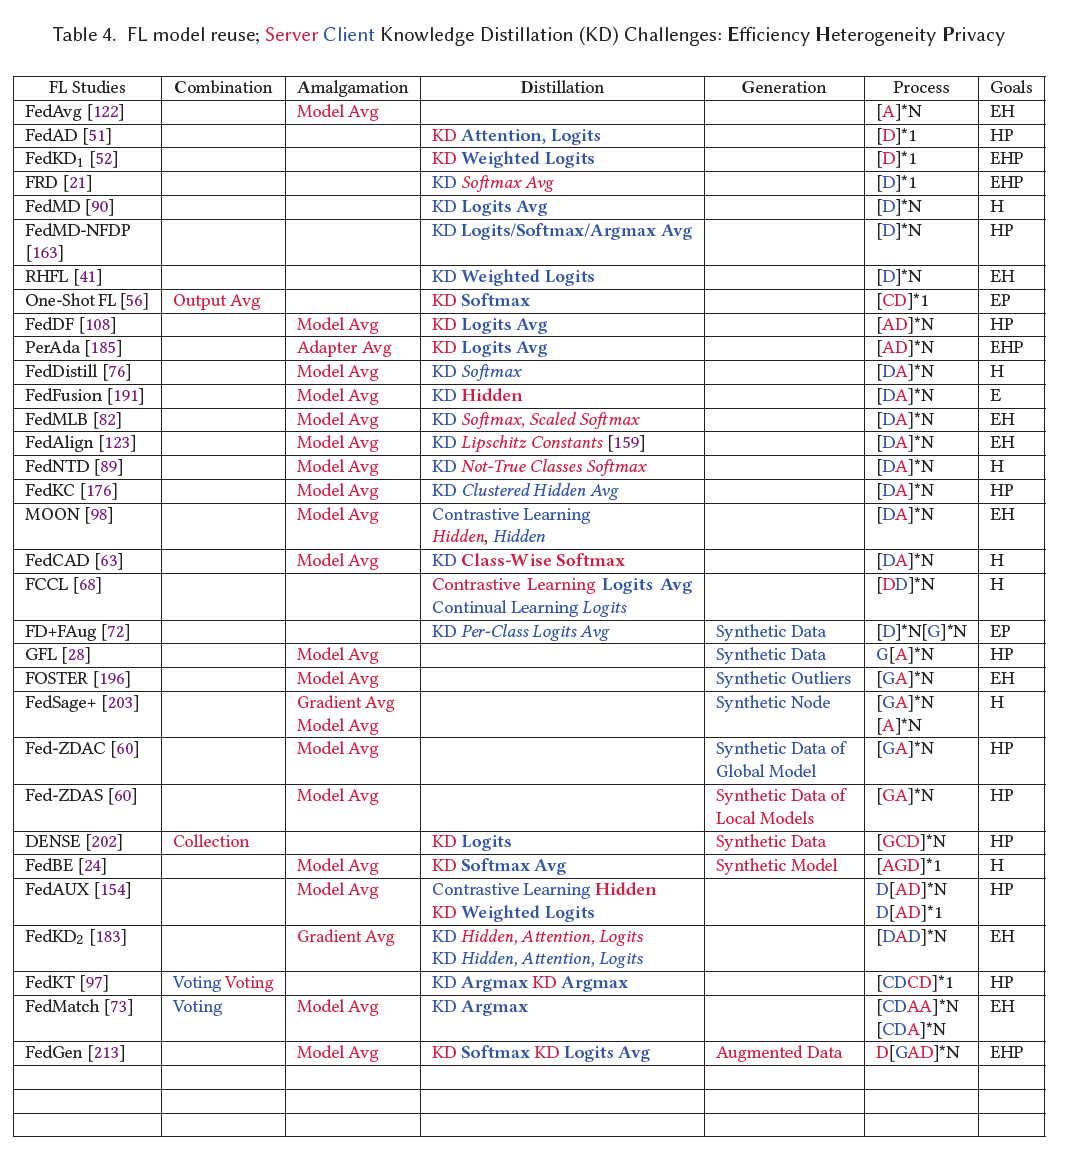 Table 4. FL model reuse; Server Client Knowledge Distillation (KD) Challenges: Efficiency Heterogeneity Privacy
FL Studies Combination Amalgamation Distillation Generation Process Goals
FedAvg [122] Model Avg [A]*N EH
FedAD [51] KD Attention, Logits [D]*1 HP
FedKD1 [52] KD Weighted Logits [D]*1 EHP
FRD [21] KD Softmax Avg [D]*1 EHP
FedMD [90] KD Logits Avg [D]*N H
FedMD-NFDP KD Logits/Softmax/Argmax Avg [D]*N HP
[163]
RHFL [41] KD Weighted Logits [D]*N EH
One-Shot FL [56] Output Avg KD Softmax [CD]*1 EP
FedDF [108] Model Avg KD Logits Avg [AD]*N HP
PerAda [185] Adapter Avg KD Logits Avg [AD]*N EHP
FedDistill [76] Model Avg KD Softmax [DA]*N H
FedFusion [191] Model Avg KD Hidden [DA]*N E
FedMLB [82] Model Avg KD Softmax, Scaled Softmax [DA]*N EH
FedAlign [123] Model Avg KD Lipschitz Constants [159] [DA]*N EH
FedNTD [89] Model Avg KD Not-True Classes Softmax [DA]*N H
FedKC [176] Model Avg KD Clustered Hidden Avg [DA]*N HP
MOON [98] Model Avg Contrastive Learning [DA]*N EH
Hidden, Hidden
FedCAD [63] Model Avg KD Class-Wise Softmax [DA]*N H
FCCL [68] Contrastive Learning Logits Avg [DD]*N H
Continual Learning Logits
FD+FAug [72] KD Per-Class Logits Avg Synthetic Data [D]*N[G]*N EP
GFL [28] Model Avg Synthetic Data G[A]*N HP
FOSTER [196] Model Avg Synthetic Outliers [GA]*N EH
FedSage+ [203] Gradient Avg Synthetic Node [GA]*N H
Model Avg [A]*N
Fed-ZDAC [60] Model Avg Synthetic Data of [GA]*N HP
Global Model
Fed-ZDAS [60] Model Avg Synthetic Data of [GA]*N HP
Local Models
DENSE [202] Collection KD Logits Synthetic Data [GCD]*N HP
FedBE [24] Model Avg KD Softmax Avg Synthetic Model [AGD]*1 H
FedAUX [154] Model Avg Contrastive Learning Hidden D[AD]*N HP
KD Weighted Logits D[AD]*1
FedKD2 [183] Gradient Avg KD Hidden, Attention, Logits [DAD]*N EH
KD Hidden, Attention, Logits
FedKT [97] Voting Voting KD Argmax KD Argmax [CDCD]*1 HP
FedMatch [73] Voting Model Avg KD Argmax [CDAA]*N EH
[CDA]*N
FedGen [213] Model Avg KD Softmax KD Logits Avg Augmented Data D[GAD]*N EHP